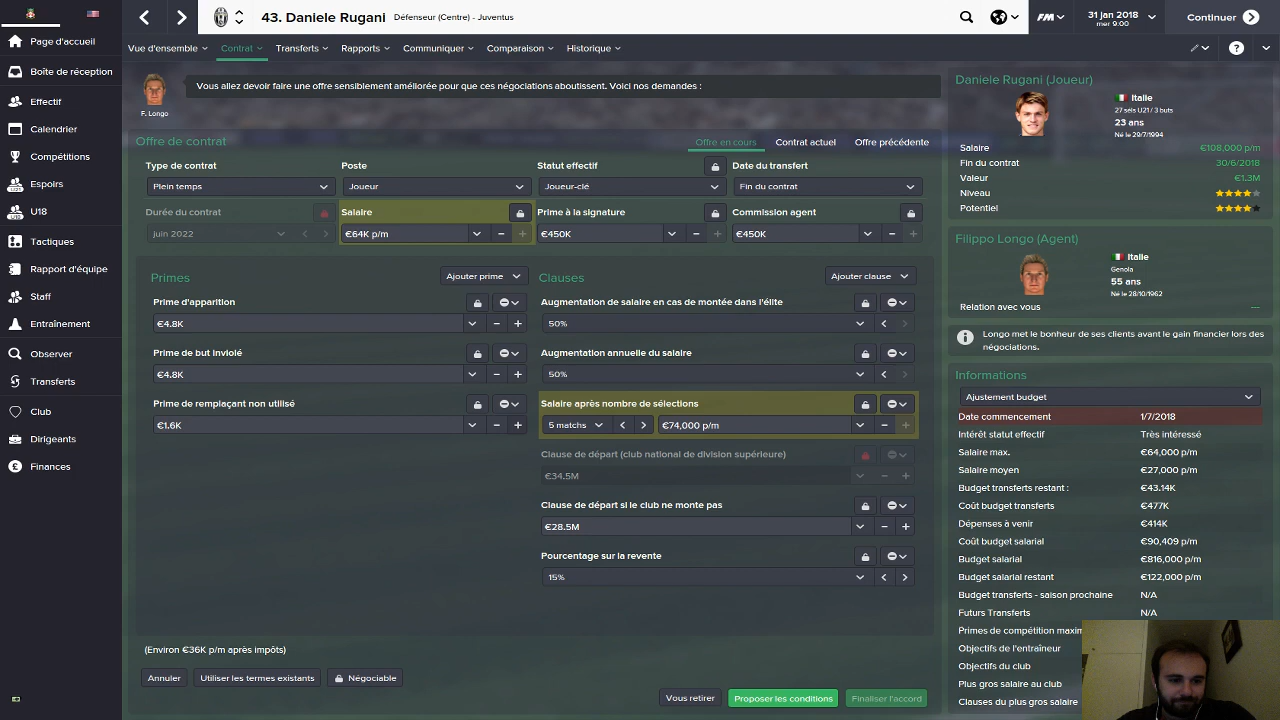 43. Daniele Rugani Défenseur (Centre) - Juventus
FM
31 jan 2018
mer 9:00
Continuer
Page d'accueil
Boîte de réception
Effectif
Calendrier
Compétitions
Espoirs
U18
Tactiques
Rapport d'équipe
Staff
Entraînement
Observer
Transferts
Club
Dirigeants
Finances
Vue d'ensemble
Contrat
Transferts
Rapports
Communiquer
Comparaison
Historique
F. Longo
Vous allez devoir faire une offre sensiblement améliorée pour que ces négociations aboutissent. Voici nos demandes :
Offre de contrat
Offre en cours
Contrat actuel
Offre précédente
Type de contrat
Plein temps
Poste
Joueur
Statut effectif
Joueur-clé
Date du transfert
Fin du contrat
Durée du contrat
juin 2022
Salaire
€64K p/m
Prime à la signature
€450K
Commission agent
€450K
Primes
Ajouter prime
Prime d'apparition
€4.8K
Prime de but inviolé
€4.8K
Prime de remplaçant non utilisé
€1.6K
Clauses
Ajouter clause
Augmentation de salaire en cas de montée dans l'élite
50%
Augmentation annuelle du salaire
50%
Salaire après nombre de sélections
5 matchs
€74,000 p/m
Clause de départ (club national de division supérieure)
€34.5M
Clause de départ si le club ne monte pas
€28.5M
Pourcentage sur la revente
15%
(Environ €36K p/m après impôts)
Annuler
Utiliser les termes existants
Négociable
Vous retirer
Proposer les conditions
Finaliser l'accord
Daniele Rugani (Joueur)
Italie
27 séls U21 / 3 buts
23 ans
Né le 29/7/1994
Salaire €108,000 p/m
Fin du contrat 30/6/2018
Valeur €1.3M
Niveau
Potentiel
Filippo Longo (Agent)
Italie
Genola
55 ans
Né le 28/10/1962
Relation avec vous ---
Longo met le bonheur de ses clients avant le gain financier lors des
négociations.
Informations
Ajustement budget
Date commencement 1/7/2018
Intérêt statut effectif Très intéressé
Salaire max. €64,000 p/m
Salaire moyen €27,000 p/m
Budget transferts restant : €43.14K
Coût budget transferts €477K
Dépenses à venir €414K
Coût budget salarial €90,409 p/m
Budget salarial €816,000 p/m
Budget salarial restant €122,000 p/m
Budget transferts - saison prochaine N/A
Futurs Transferts N/A
Primes de compétition maxim
Objectifs de l'entraîneur
Objectifs du club
Plus gros salaire au club
Clauses du plus gros salaire